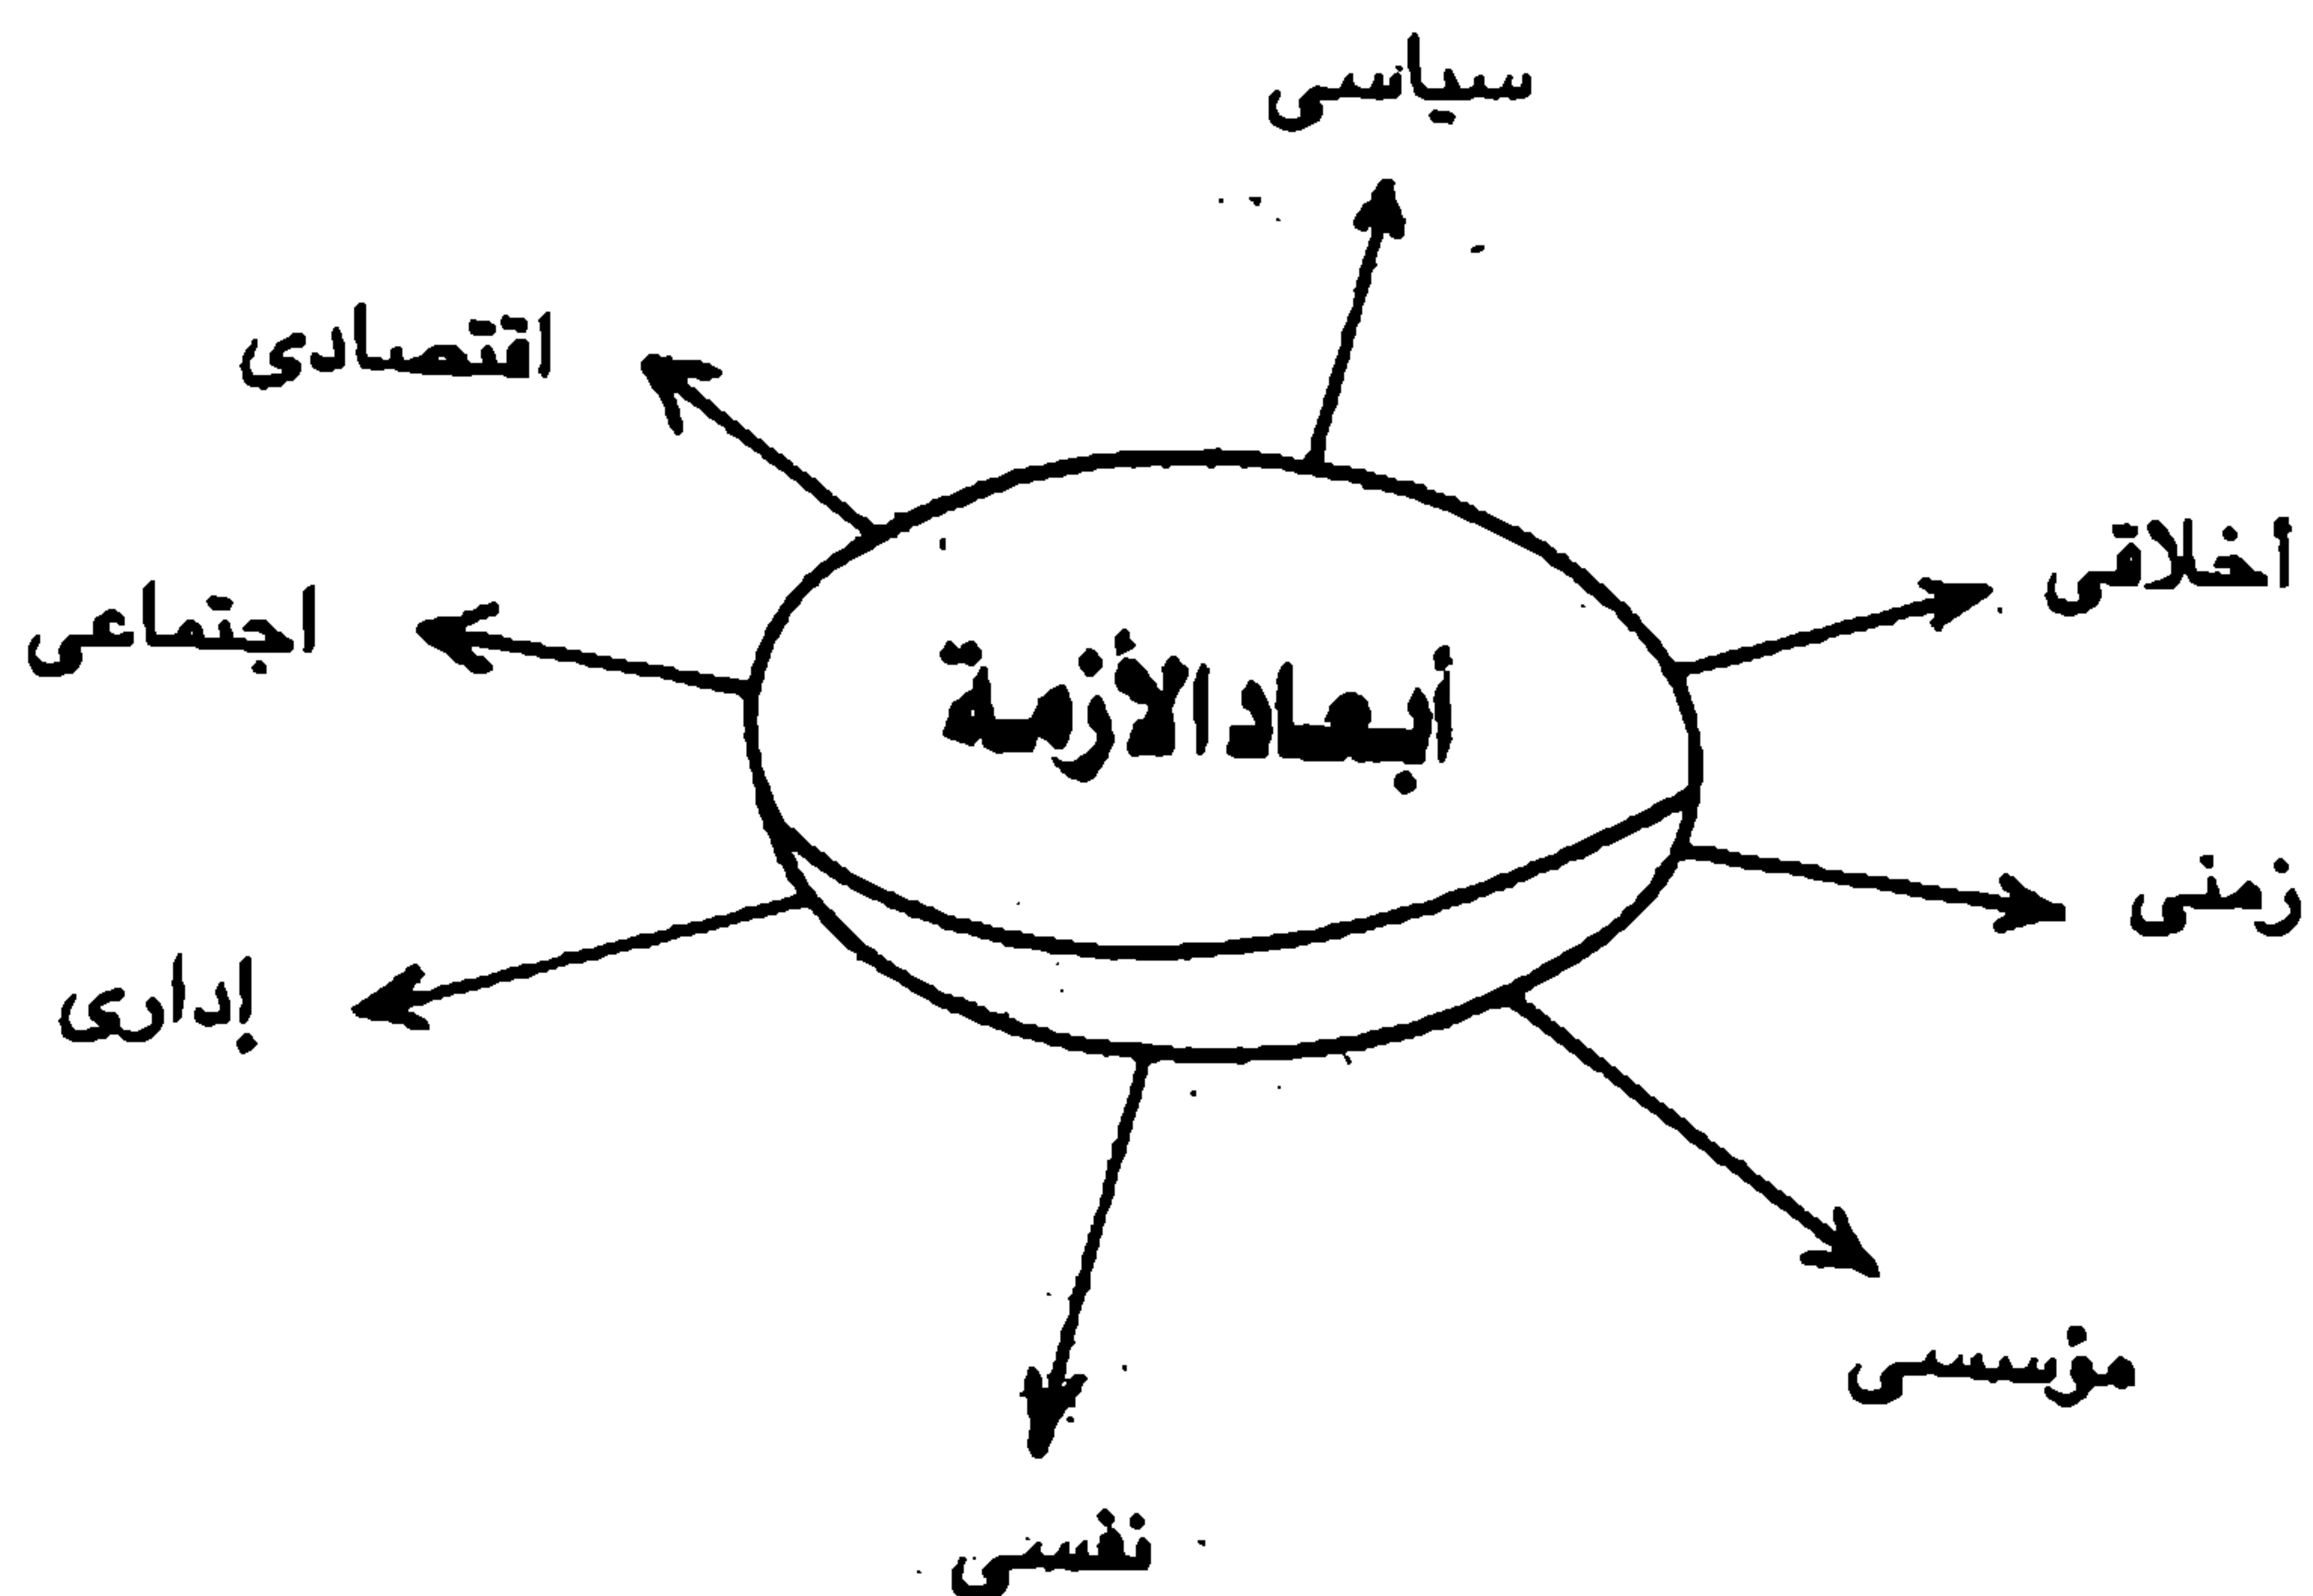 سياسى
اقتصادى
أخلاقى
اجتماعى
أبعاد الأزمة
زمنى
إدارى
مؤسسى
نفسى